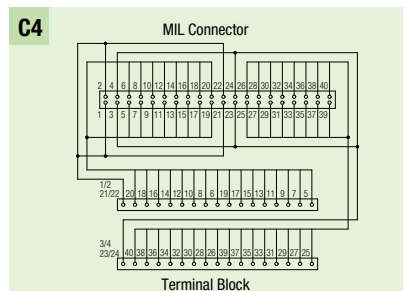 C4
MIL Connector
2 4 6 8 10 12 14 16 18 20 22 24 26 28 30 32 34 36 38 40
1 3 5 7 9 11 13 15 17 19 21 23 25 27 29 31 33 35 37 39
1/2
21/22 20 18 16 14 12 10 8 6 19 17 15 13 11 9 7 5
3/4
23/24 40 38 36 34 32 30 28 26 39 37 35 33 31 29 27 25
Terminal Block